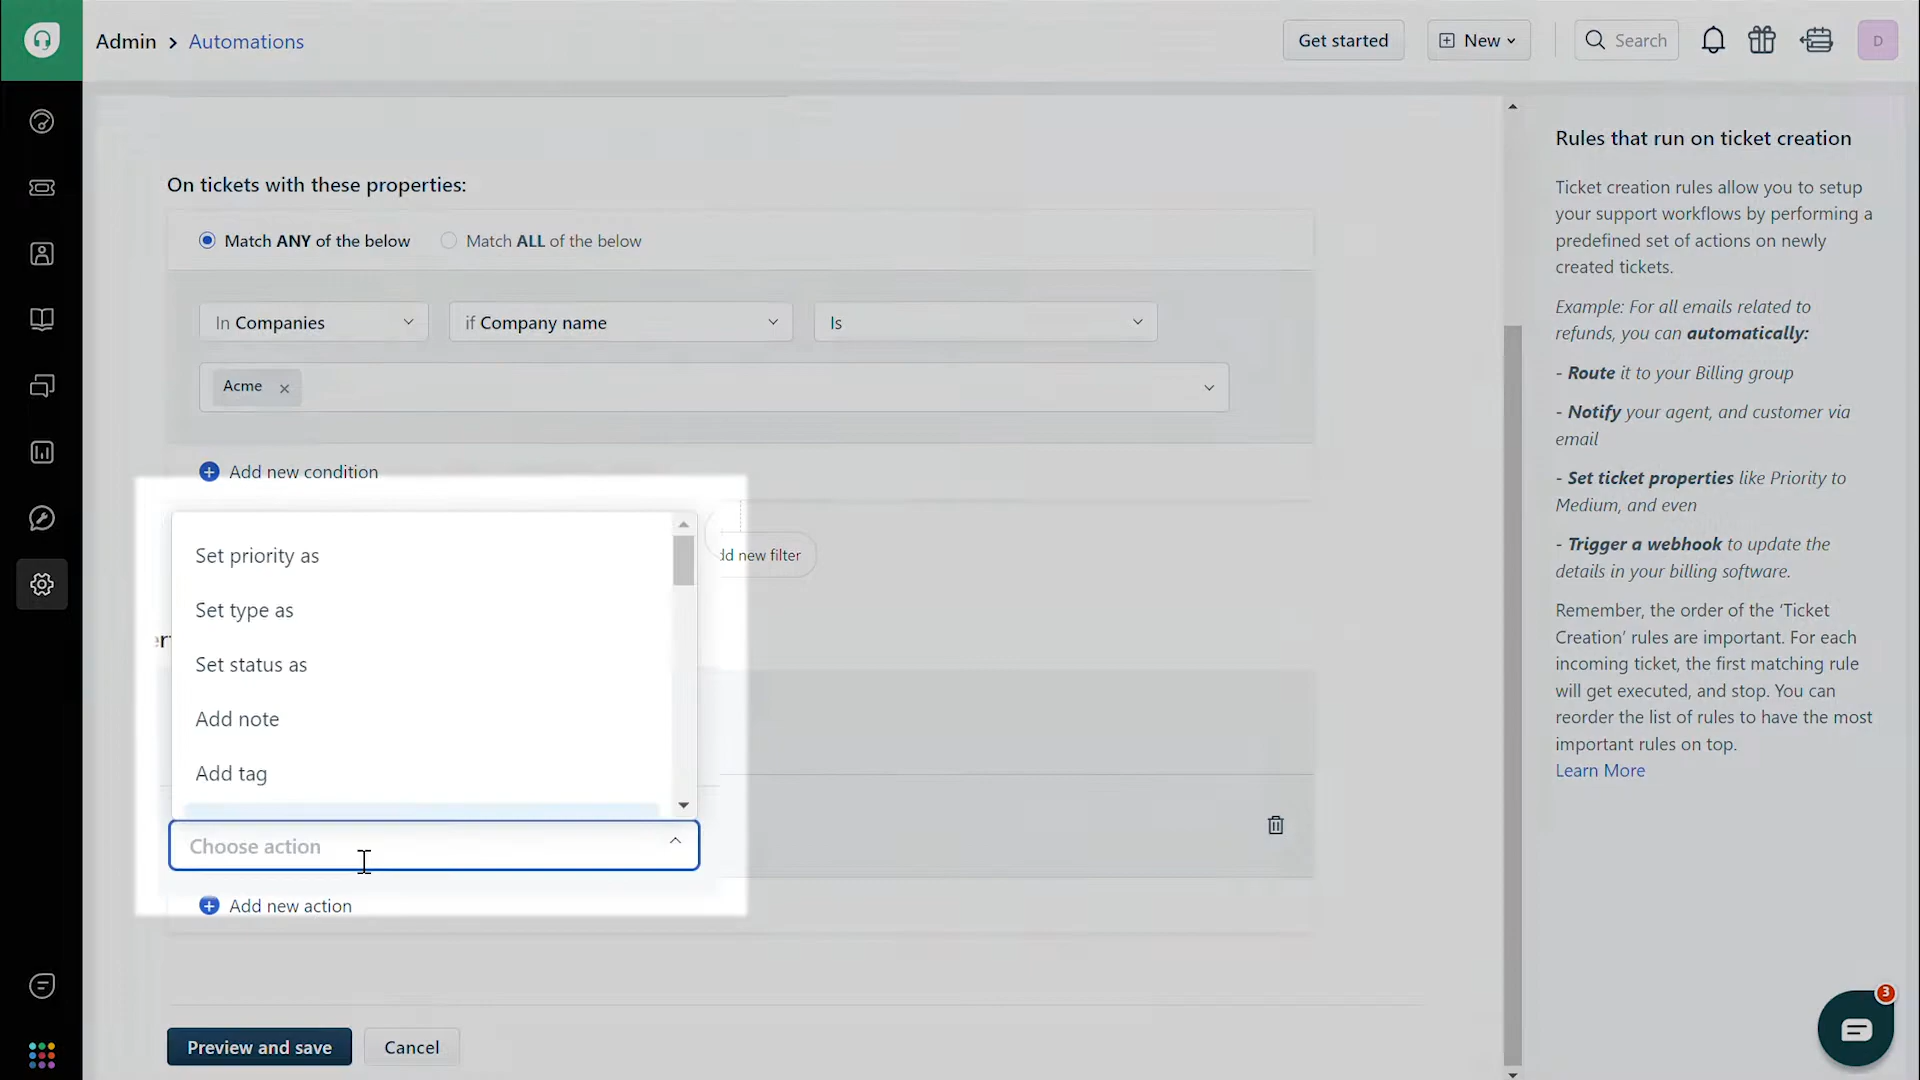 Admin > Automations
Get started
New
Search
D
On tickets with these properties:
Match ANY of the below
Match ALL of the below
In Companies
if Company name
Is
Acme ×
Add new condition
Set priority as
Set type as
Set status as
Add note
Add tag
dd new filter
Choose action
Add new action
Preview and save
Cancel
Rules that run on ticket creation
Ticket creation rules allow you to setup
your support workflows by performing a
predefined set of actions on newly
created tickets.
Example: For all emails related to
refunds, you can automatically:
- Route it to your Billing group
- Notify your agent, and customer via
email
- Set ticket properties like Priority to
Medium, and even
- Trigger a webhook to update the
details in your billing software.
Remember, the order of the ‘Ticket
Creation’ rules are important. For each
incoming ticket, the first matching rule
will get executed, and stop. You can
reorder the list of rules to have the most
important rules on top.
Learn More
3